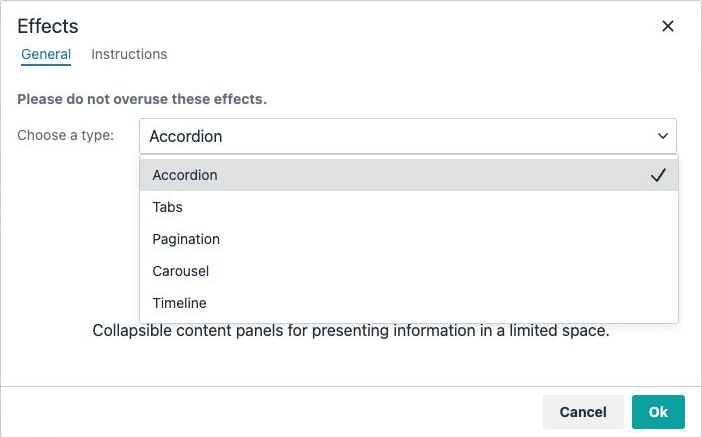 Effects
General Instructions
Please do not overuse these effects.
Choose a type: Accordion
Accordion
Tabs
Pagination
Carousel
Timeline
Collapsible content panels for presenting information in a limited space.
Cancel Ok